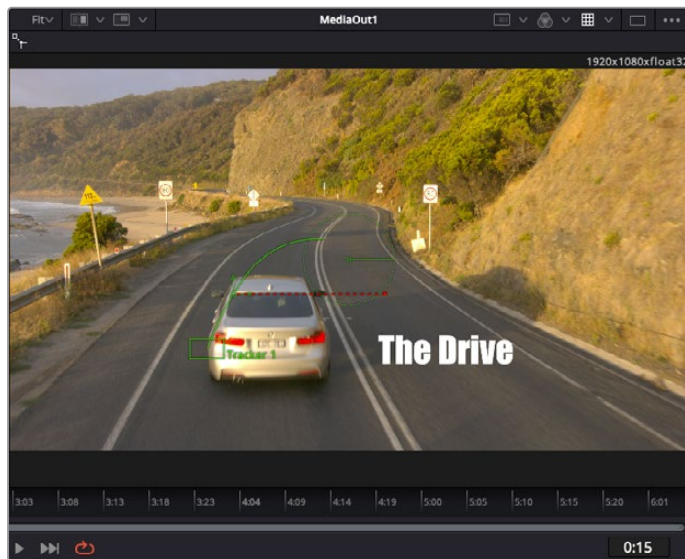 Fit
MediaOut1
1920x1080xfloat32
Tracker 1
The Drive
3:03 3:08 3:13 3:18 3:23 4:04 4:09 4:14 4:19 5:00 5:05 5:10 5:15 5:20 6:01
0:15